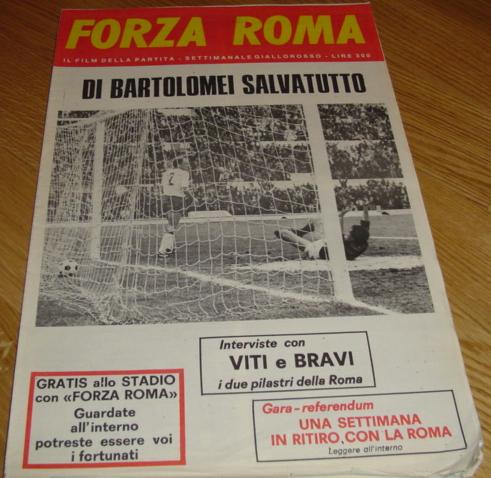 FORZA ROMA
IL FILM DELLA PARTITA - SETTIMANALE GIALLOROSSO - LIRE 300
DI BARTOLOMEI SALVATUTTO
2
Interviste con
VITI e BRAVI
i due pilastri della Roma
GRATIS allo STADIO
con «FORZA ROMA»
Guardate
all'interno
potreste essere voi
i fortunati
Gara - referendum
UNA SETTIMANA
IN RITIRO, CON LA ROMA
Leggere all'interno